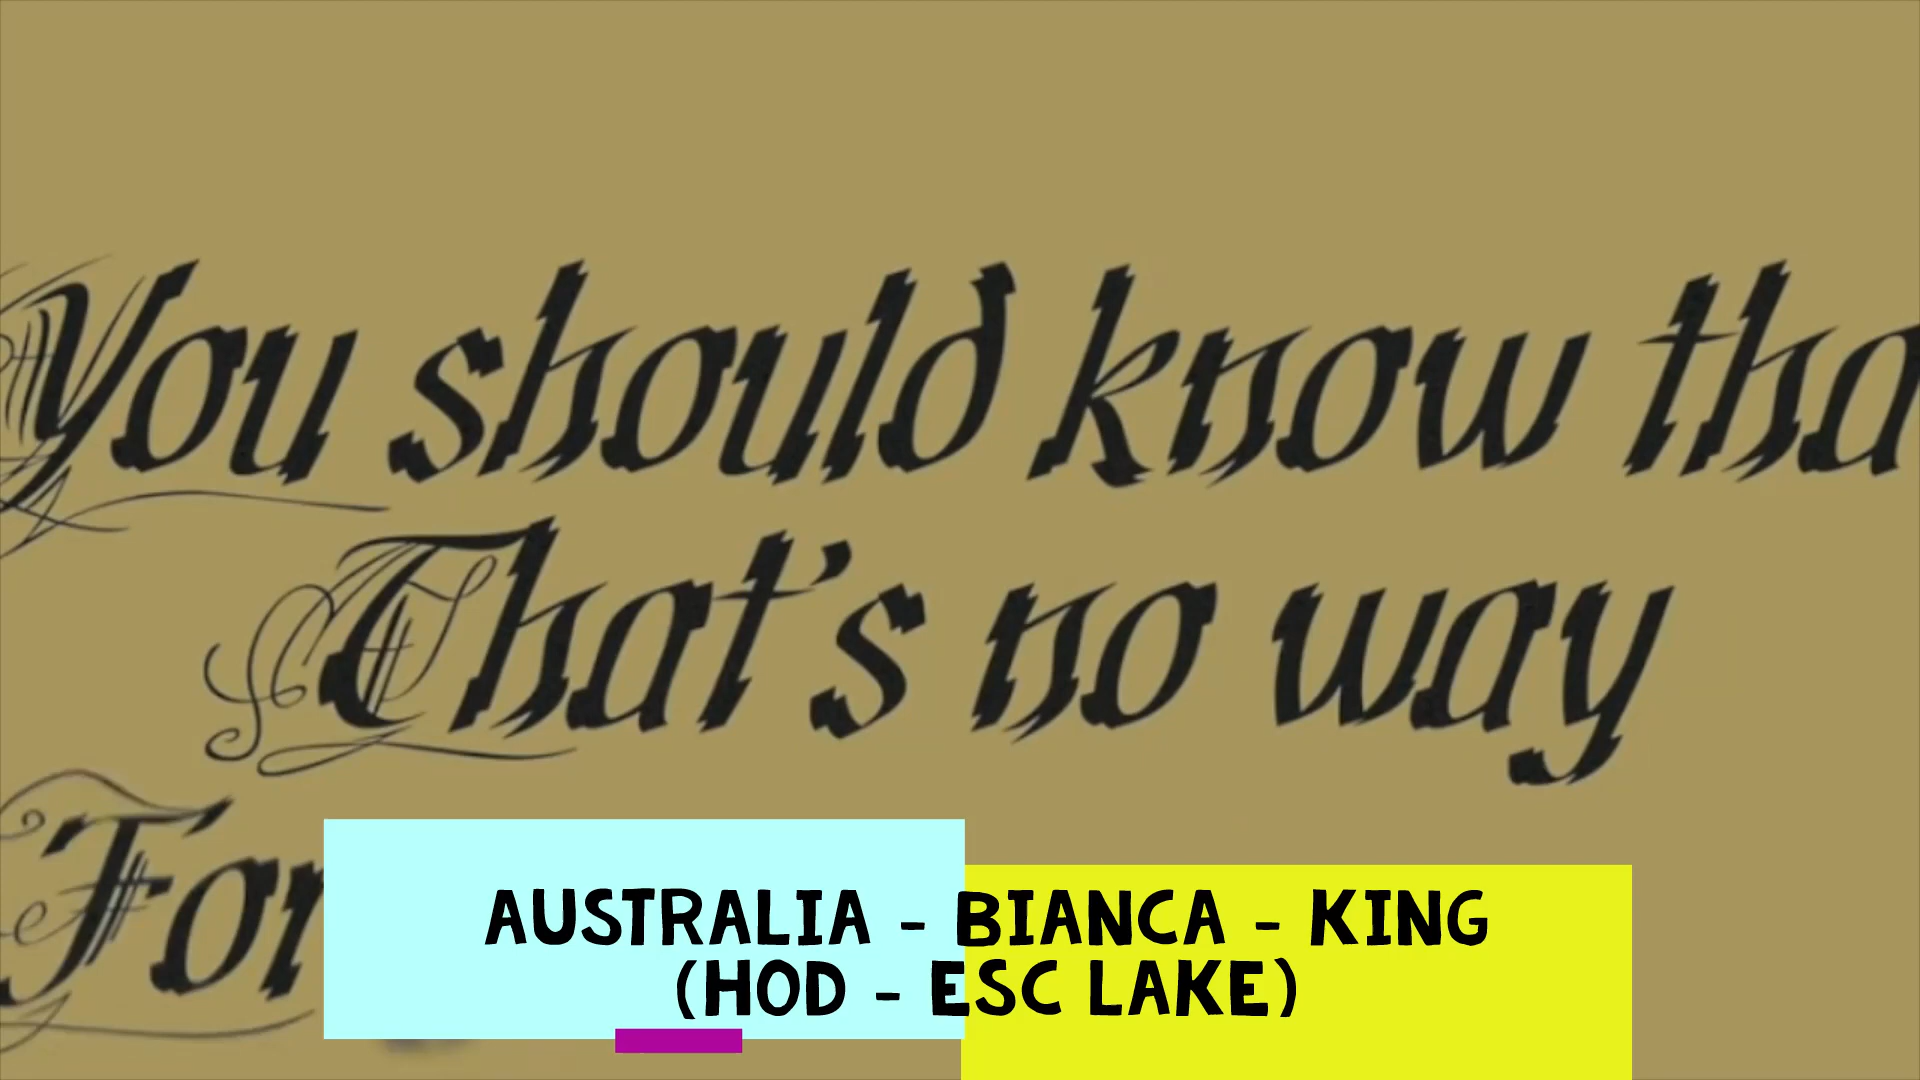 You should know tha
That's no way
For
AUSTRALIA - BIANCA - KING
(HOD - ESC LAKE)